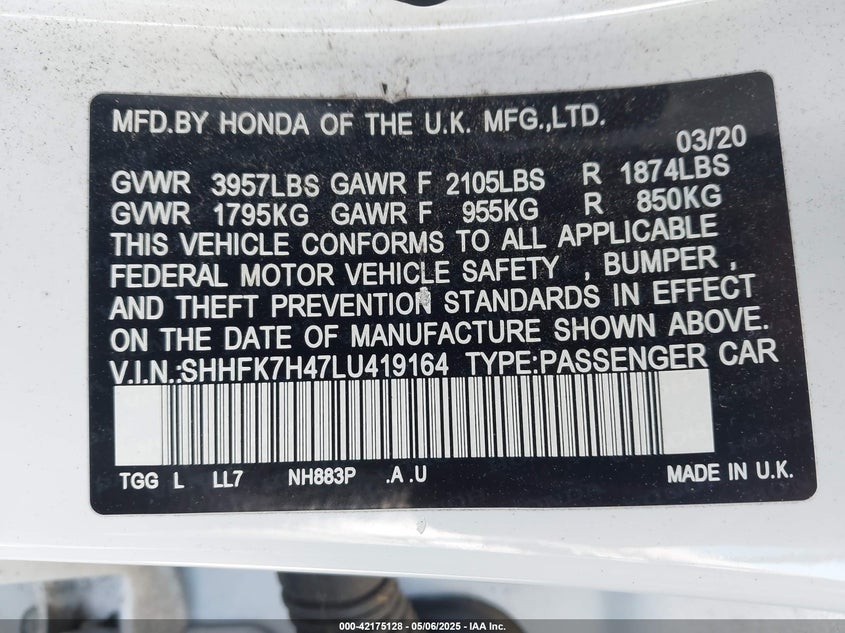 MFD.BY HONDA OF THE U.K. MFG.,LTD.
03/20
GVWR 3957LBS GAWR F 2105LBS R 1874LBS
GVWR 1795KG GAWR F 955KG R 850KG
THIS VEHICLE CONFORMS TO ALL APPLICABLE
FEDERAL MOTOR VEHICLE SAFETY , BUMPER ,
AND THEFT PREVENTION STANDARDS IN EFFECT
ON THE DATE OF MANUFACTURE SHOWN ABOVE.
V.I.N.:SHHFK7H47LU419164 TYPE:PASSENGER CAR
TGG L LL7 NH883P .A .U MADE IN U.K.
000-42175128 - 05/06/2025 - IAA Inc.